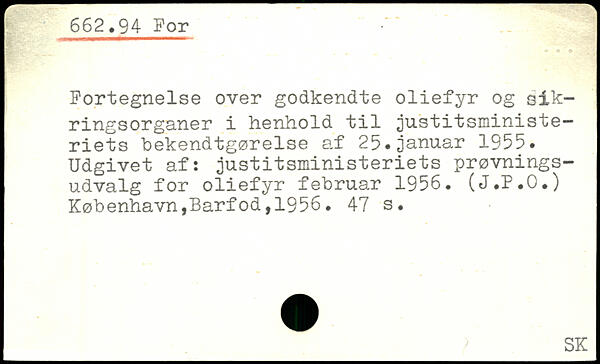 662.94 For
Fortegnelse over godkendte oliefyr og sik-
ringsorganer i henhold til justitsministe-
riets bekendtgørelse af 25.januar 1955.
Udgivet af: justitsministeriets prøvnings-
udvalg for oliefyr februar 1956. (J.P.O.)
København,Barfod,1956. 47 s.
SK